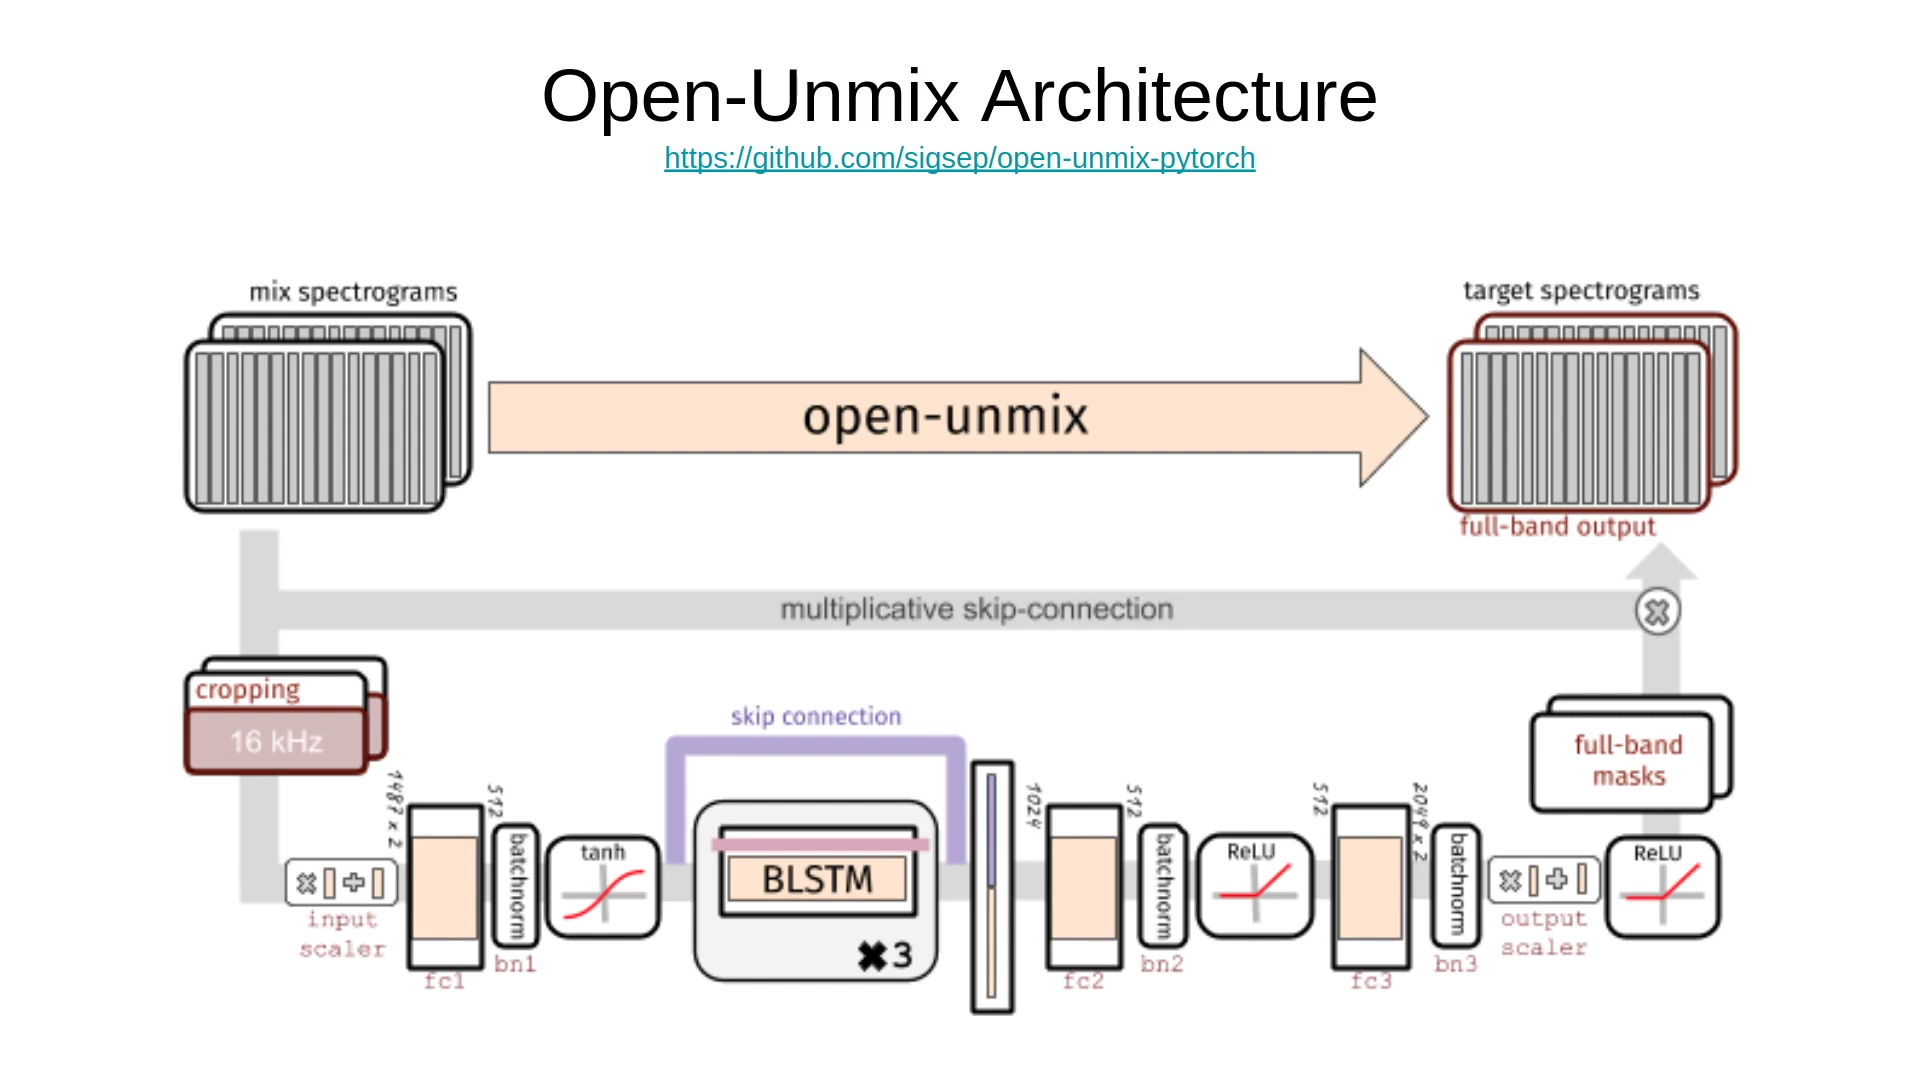 Open-Unmix Architecture
https://github.com/sigsep/open-unmix-pytorch
mix spectrograms
target spectrograms
open-unmix
full-band output
multiplicative skip-connection
cropping
16 kHz
skip connection
full-band
masks
1487 x 2
512
1024
512
512
2049 x 2
batchnorm
tanh
BLSTM
×3
batchnorm
ReLU
batchnorm
ReLU
input
scaler
output
scaler
fc1
bn1
fc2
bn2
fc3
bn3